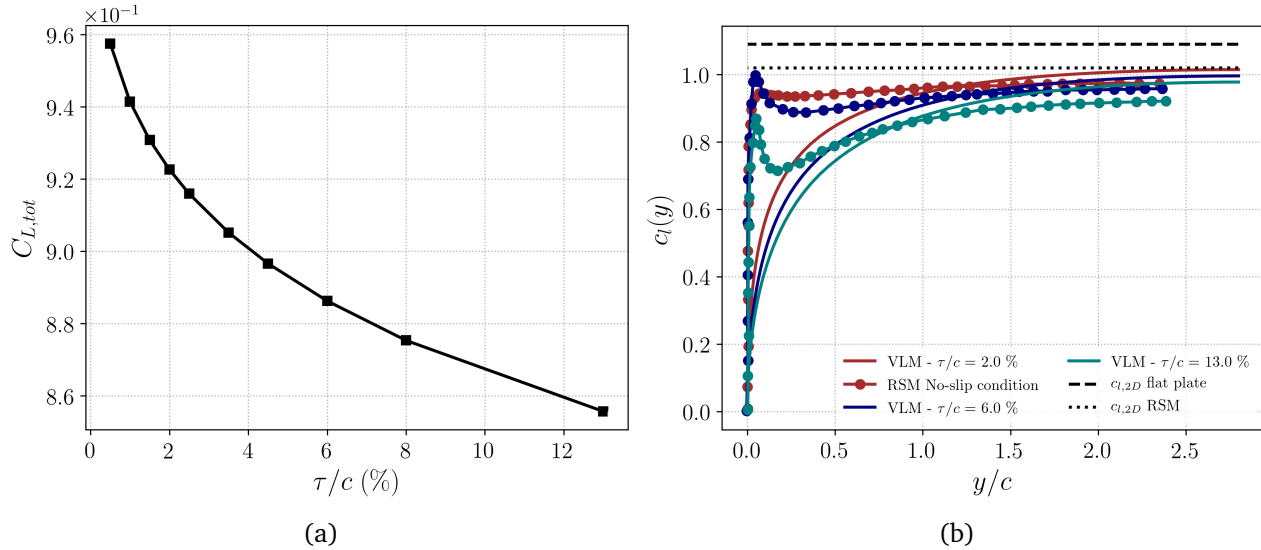 ×10⁻¹
9.6
9.4
9.2
9.0
8.8
8.6
C_{L,tot}
0 2 4 6 8 10 12
τ/c (%)
(a)
1.0
0.8
0.6
0.4
0.2
0.0
c_l(y)
VLM - τ/c = 2.0 %
RSM No-slip condition
VLM - τ/c = 6.0 %
VLM - τ/c = 13.0 %
c_{l,2D} flat plate
c_{l,2D} RSM
0.0 0.5 1.0 1.5 2.0 2.5
y/c
(b)